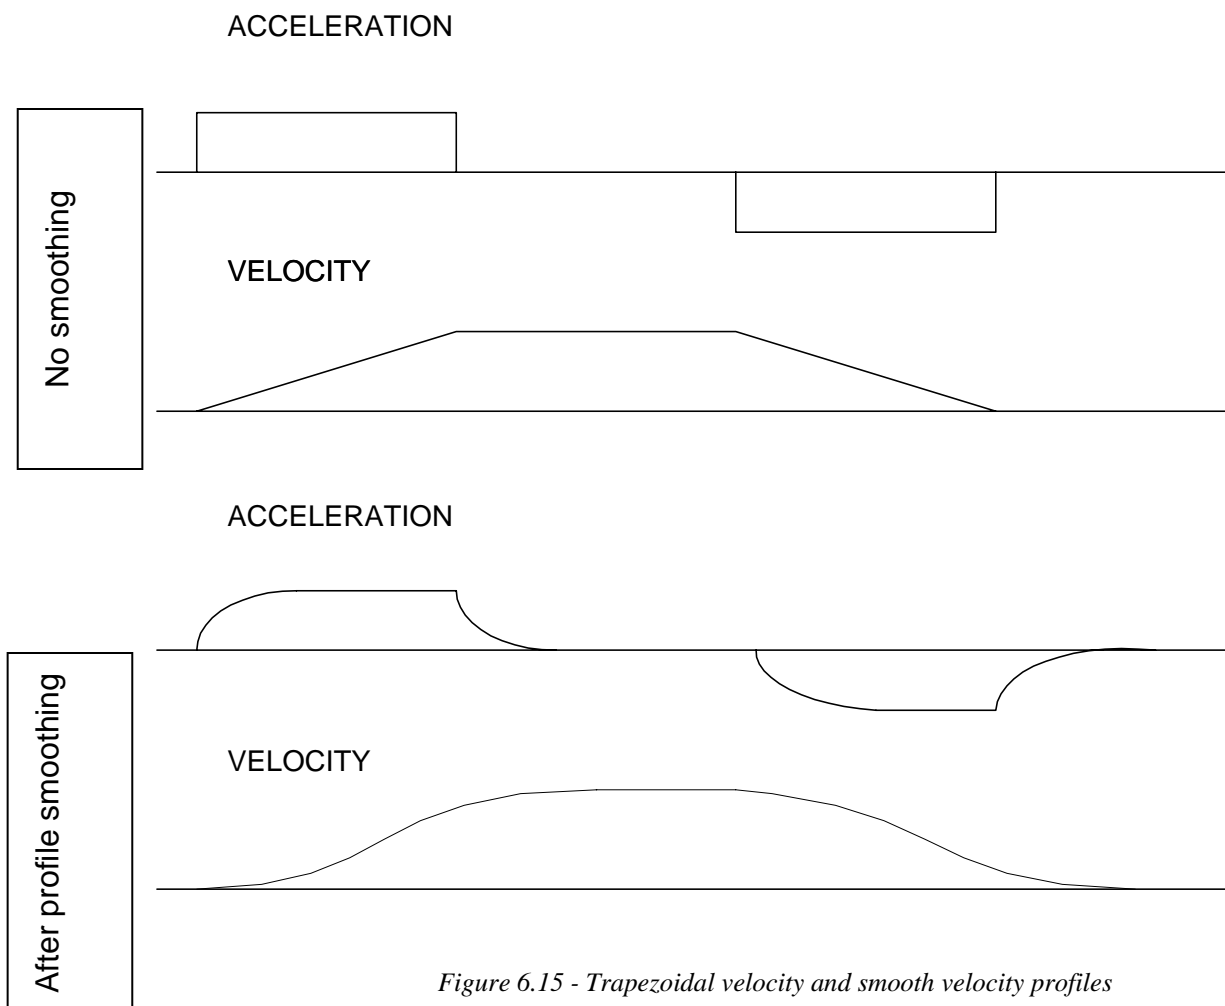 ACCELERATION
No smoothing
VELOCITY
ACCELERATION
After profile smoothing
VELOCITY
Figure 6.15 - Trapezoidal velocity and smooth velocity profiles